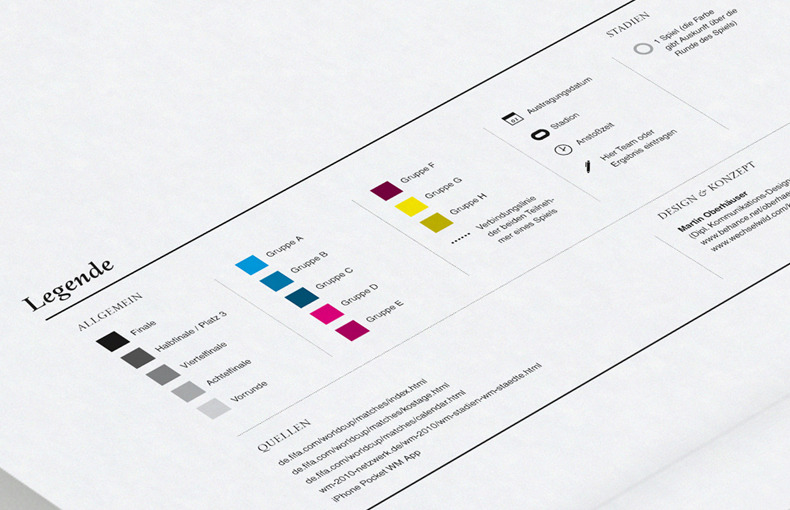 Legende
ALLGEMEIN
Finale
Halbfinale / Platz 3
Viertelfinale
Achtelfinale
Vorrunde
Gruppe A
Gruppe B
Gruppe C
Gruppe D
Gruppe E
Gruppe F
Gruppe G
Gruppe H
Verbindungslinie
der beiden Teilneh-
mer eines Spiels
01
Austragungsdatum
Stadion
Anstoßzeit
Hier Team oder
Ergebnis eintragen
STADIEN
1 Spiel (die Farbe
gibt Auskunft über die
Runde des Spiels)
QUELLEN
de.fifa.com/worldcup/matches/index.html
de.fifa.com/worldcup/matches/kostage.html
de.fifa.com/worldcup/matches/calendar.html
wm-2010-netzwerk.de/wm-2010/wm-stadien-wm-staedte.html
iPhone Pocket WM App
DESIGN & KONZEPT
Martin Oberhäuser
(Dipl. Kommunikations-Design
www.behance.net/oberhae
www.wechselwild.com/